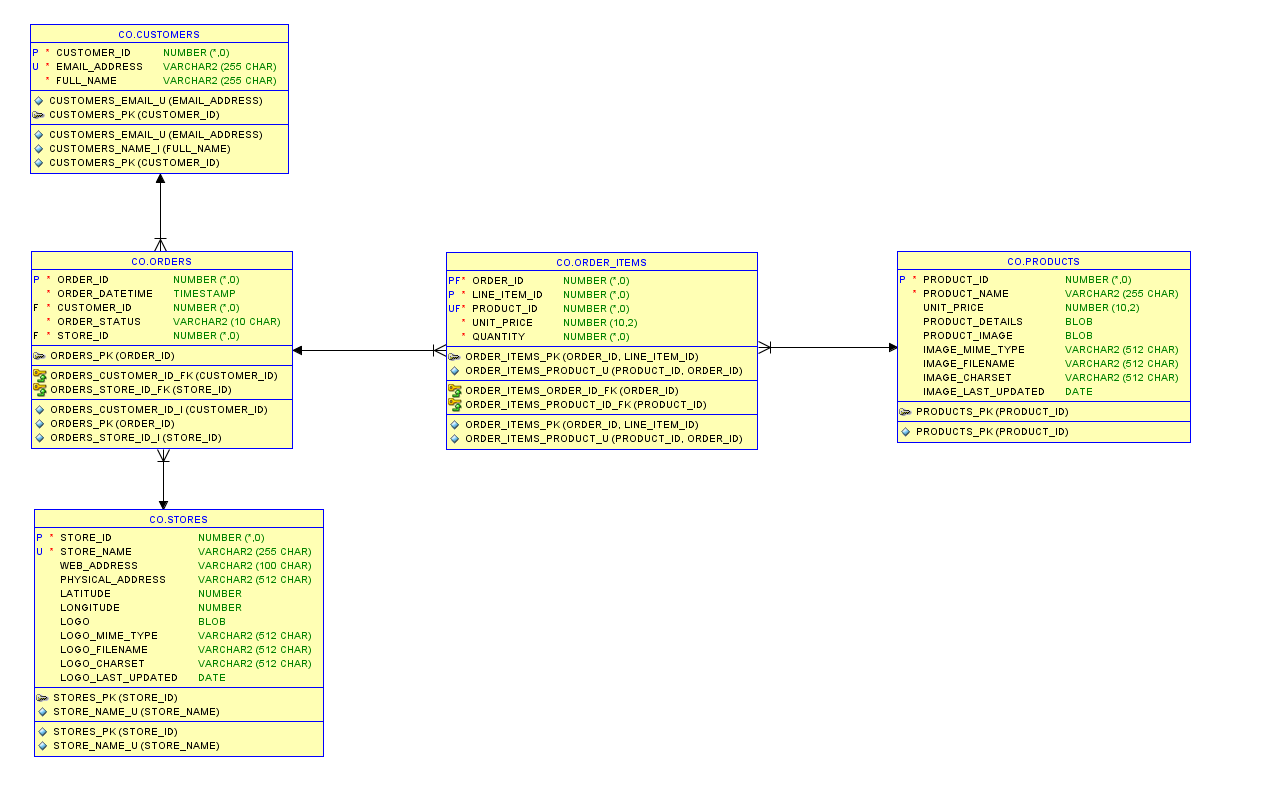 CO.CUSTOMERS
P * CUSTOMER_ID NUMBER (*,0)
U * EMAIL_ADDRESS VARCHAR2 (255 CHAR)
* FULL_NAME VARCHAR2 (255 CHAR)
CUSTOMERS_EMAIL_U (EMAIL_ADDRESS)
CUSTOMERS_PK (CUSTOMER_ID)
CUSTOMERS_EMAIL_U (EMAIL_ADDRESS)
CUSTOMERS_NAME_I (FULL_NAME)
CUSTOMERS_PK (CUSTOMER_ID)
CO.ORDERS
P * ORDER_ID NUMBER (*,0)
* ORDER_DATETIME TIMESTAMP
F * CUSTOMER_ID NUMBER (*,0)
* ORDER_STATUS VARCHAR2 (10 CHAR)
F * STORE_ID NUMBER (*,0)
ORDERS_PK (ORDER_ID)
ORDERS_CUSTOMER_ID_FK (CUSTOMER_ID)
ORDERS_STORE_ID_FK (STORE_ID)
ORDERS_CUSTOMER_ID_I (CUSTOMER_ID)
ORDERS_PK (ORDER_ID)
ORDERS_STORE_ID_I (STORE_ID)
CO.ORDER_ITEMS
PF* ORDER_ID NUMBER (*,0)
P * LINE_ITEM_ID NUMBER (*,0)
UF* PRODUCT_ID NUMBER (*,0)
* UNIT_PRICE NUMBER (10,2)
* QUANTITY NUMBER (*,0)
ORDER_ITEMS_PK (ORDER_ID, LINE_ITEM_ID)
ORDER_ITEMS_PRODUCT_U (PRODUCT_ID, ORDER_ID)
ORDER_ITEMS_ORDER_ID_FK (ORDER_ID)
ORDER_ITEMS_PRODUCT_ID_FK (PRODUCT_ID)
ORDER_ITEMS_PK (ORDER_ID, LINE_ITEM_ID)
ORDER_ITEMS_PRODUCT_U (PRODUCT_ID, ORDER_ID)
CO.PRODUCTS
P * PRODUCT_ID NUMBER (*,0)
* PRODUCT_NAME VARCHAR2 (255 CHAR)
UNIT_PRICE NUMBER (10,2)
PRODUCT_DETAILS BLOB
PRODUCT_IMAGE BLOB
IMAGE_MIME_TYPE VARCHAR2 (512 CHAR)
IMAGE_FILENAME VARCHAR2 (512 CHAR)
IMAGE_CHARSET VARCHAR2 (512 CHAR)
IMAGE_LAST_UPDATED DATE
PRODUCTS_PK (PRODUCT_ID)
PRODUCTS_PK (PRODUCT_ID)
CO.STORES
P * STORE_ID NUMBER (*,0)
U * STORE_NAME VARCHAR2 (255 CHAR)
WEB_ADDRESS VARCHAR2 (100 CHAR)
PHYSICAL_ADDRESS VARCHAR2 (512 CHAR)
LATITUDE NUMBER
LONGITUDE NUMBER
LOGO BLOB
LOGO_MIME_TYPE VARCHAR2 (512 CHAR)
LOGO_FILENAME VARCHAR2 (512 CHAR)
LOGO_CHARSET VARCHAR2 (512 CHAR)
LOGO_LAST_UPDATED DATE
STORES_PK (STORE_ID)
STORE_NAME_U (STORE_NAME)
STORES_PK (STORE_ID)
STORE_NAME_U (STORE_NAME)